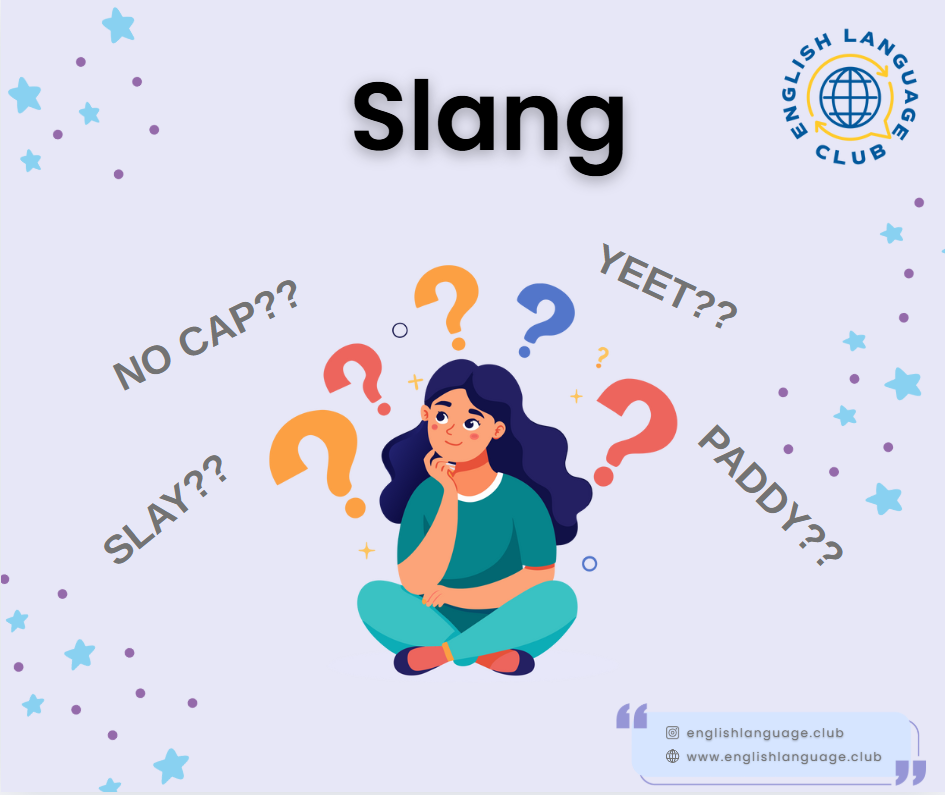 Slang
ENGLISH LANGUAGE
CLUB
NO CAP??
YEET??
SLAY??
PADDY??
englishlanguage.club
www.englishlanguage.club